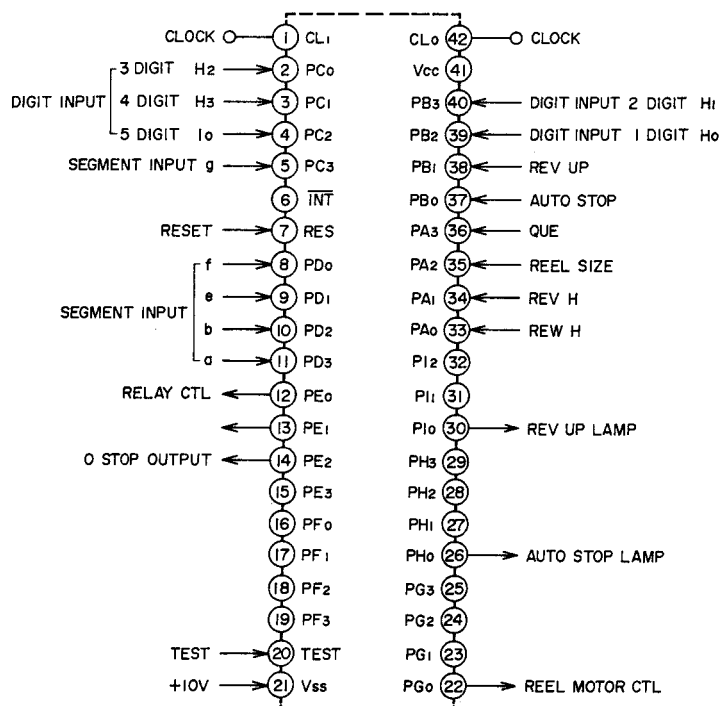 CLOCK 1 CL1 CL0 42 CLOCK
3 DIGIT H2 2 PC0 Vcc 41
DIGIT INPUT 4 DIGIT H3 3 PC1 PB3 40 DIGIT INPUT 2 DIGIT H1
5 DIGIT I0 4 PC2 PB2 39 DIGIT INPUT 1 DIGIT H0
SEGMENT INPUT g 5 PC3 PB1 38 REV UP
6 INT PB0 37 AUTO STOP
RESET 7 RES PA3 36 QUE
f 8 PD0 PA2 35 REEL SIZE
SEGMENT INPUT e 9 PD1 PA1 34 REV H
b 10 PD2 PA0 33 REW H
a 11 PD3 PI2 32
RELAY CTL 12 PE0 PI1 31
13 PE1 PI0 30 REV UP LAMP
0 STOP OUTPUT 14 PE2 PH3 29
15 PE3 PH2 28
16 PF0 PH1 27
17 PF1 PH0 26 AUTO STOP LAMP
18 PF2 PG3 25
19 PF3 PG2 24
TEST 20 TEST PG1 23
+10V 21 Vss PG0 22 REEL MOTOR CTL